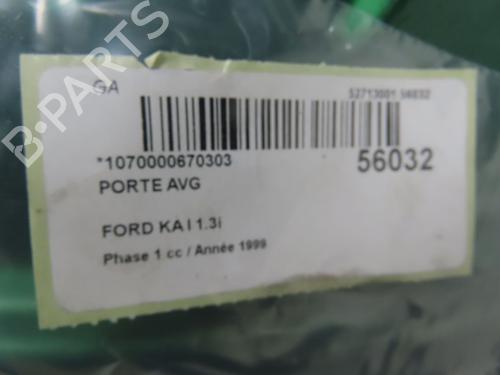 B-PARTS
GA
52713001 56032
*1070000670303
56032
PORTE AVG
FORD KA I 1.3i
Phase 1 cc / Année 1999